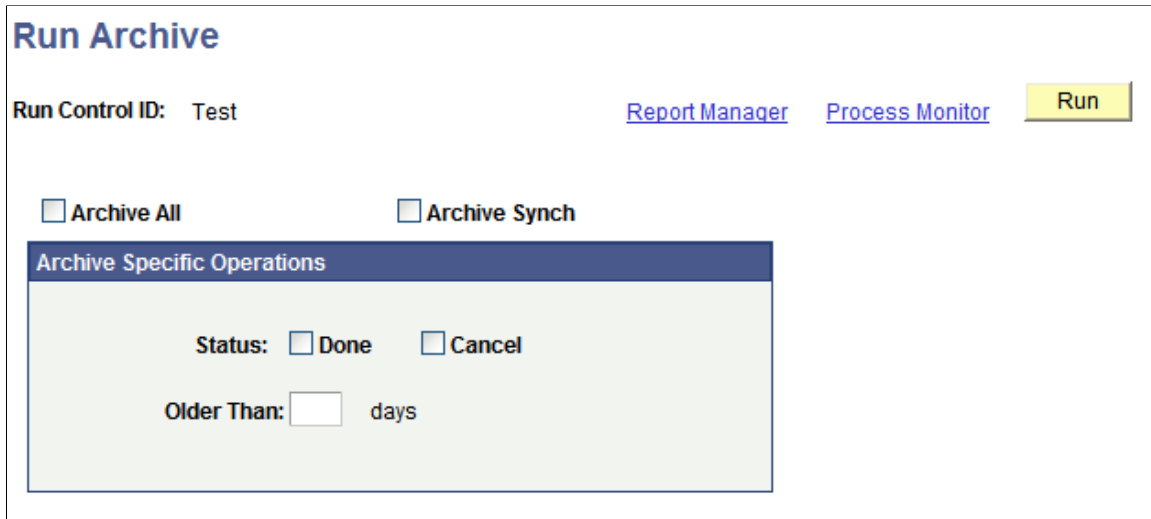 Run Archive
Run Control ID: Test Report Manager Process Monitor Run
Archive All Archive Synch
Archive Specific Operations
Status: Done Cancel
Older Than: days